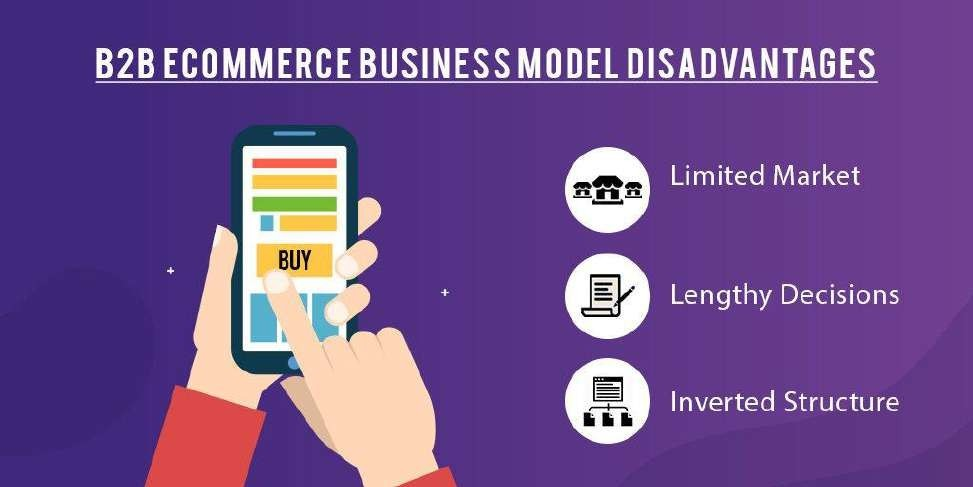 B2B ECOMMERCE BUSINESS MODEL DISADVANTAGES
BUY
Limited Market
Lengthy Decisions
Inverted Structure